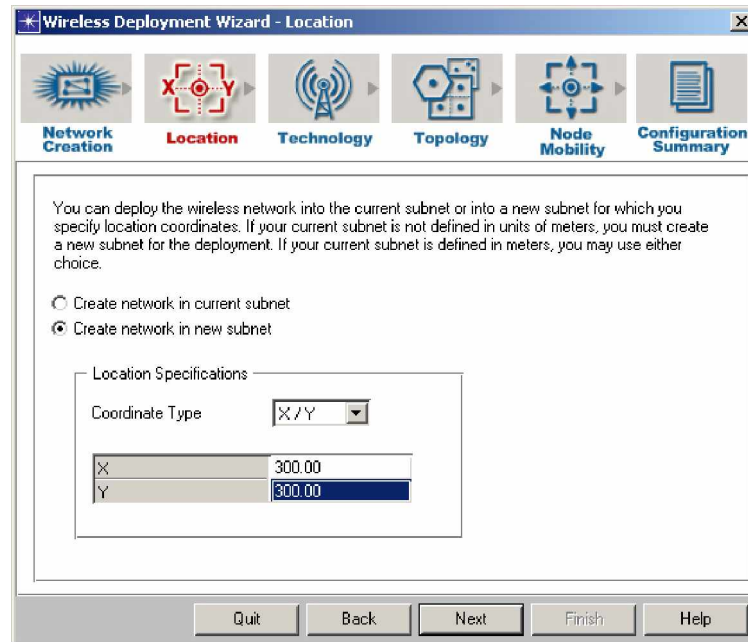 Wireless Deployment Wizard - Location
X Y
Network Creation
Location
Technology
Topology
Node Mobility
Configuration Summary
You can deploy the wireless network into the current subnet or into a new subnet for which you
specify location coordinates. If your current subnet is not defined in units of meters, you must create
a new subnet for the deployment. If your current subnet is defined in meters, you may use either
choice.
Create network in current subnet
Create network in new subnet
Location Specifications
Coordinate Type X / Y
X 300.00
Y 300.00
Quit Back Next Finish Help